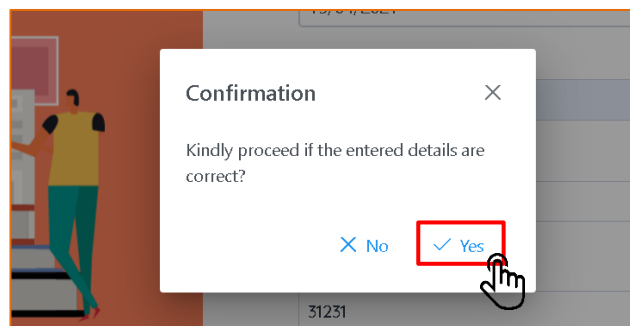 Confirmation
Kindly proceed if the entered details are
correct?
No
Yes
31231